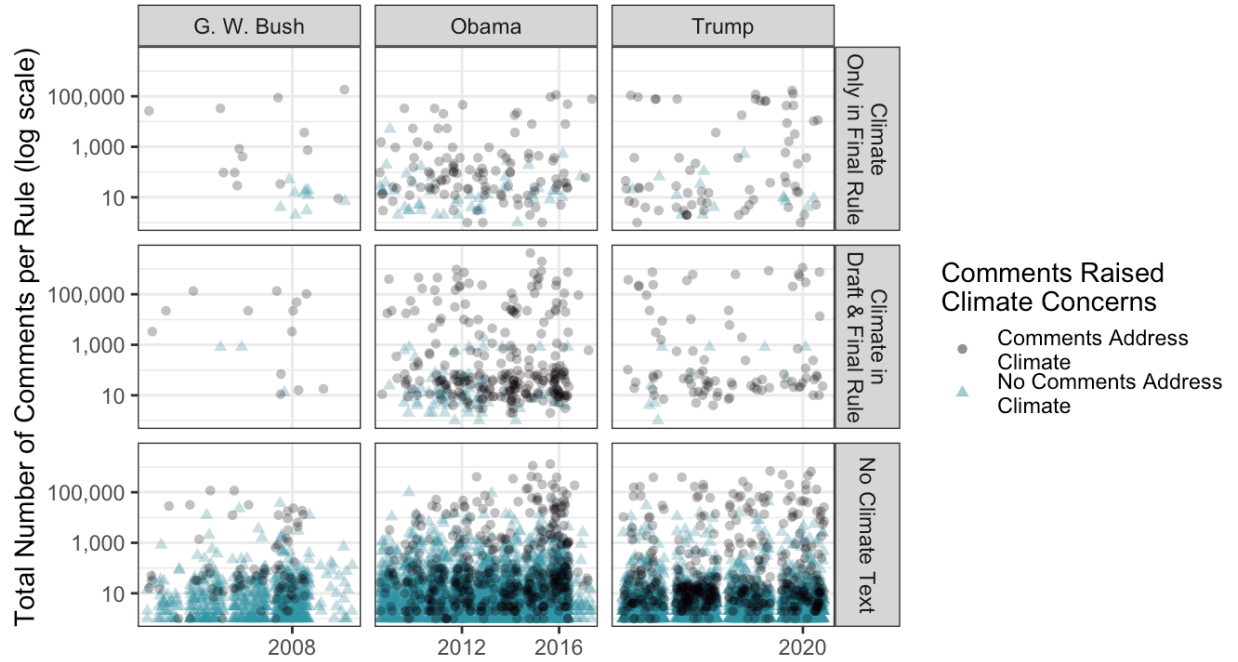 G. W. Bush
Obama
Trump
Total Number of Comments per Rule (log scale)
100,000
1,000
10
Climate
Only in Final Rule
100,000
1,000
10
Climate in
Draft & Final Rule
100,000
1,000
10
No Climate Text
2008
2012
2016
2020
Comments Raised
Climate Concerns
Comments Address
Climate
No Comments Address
Climate